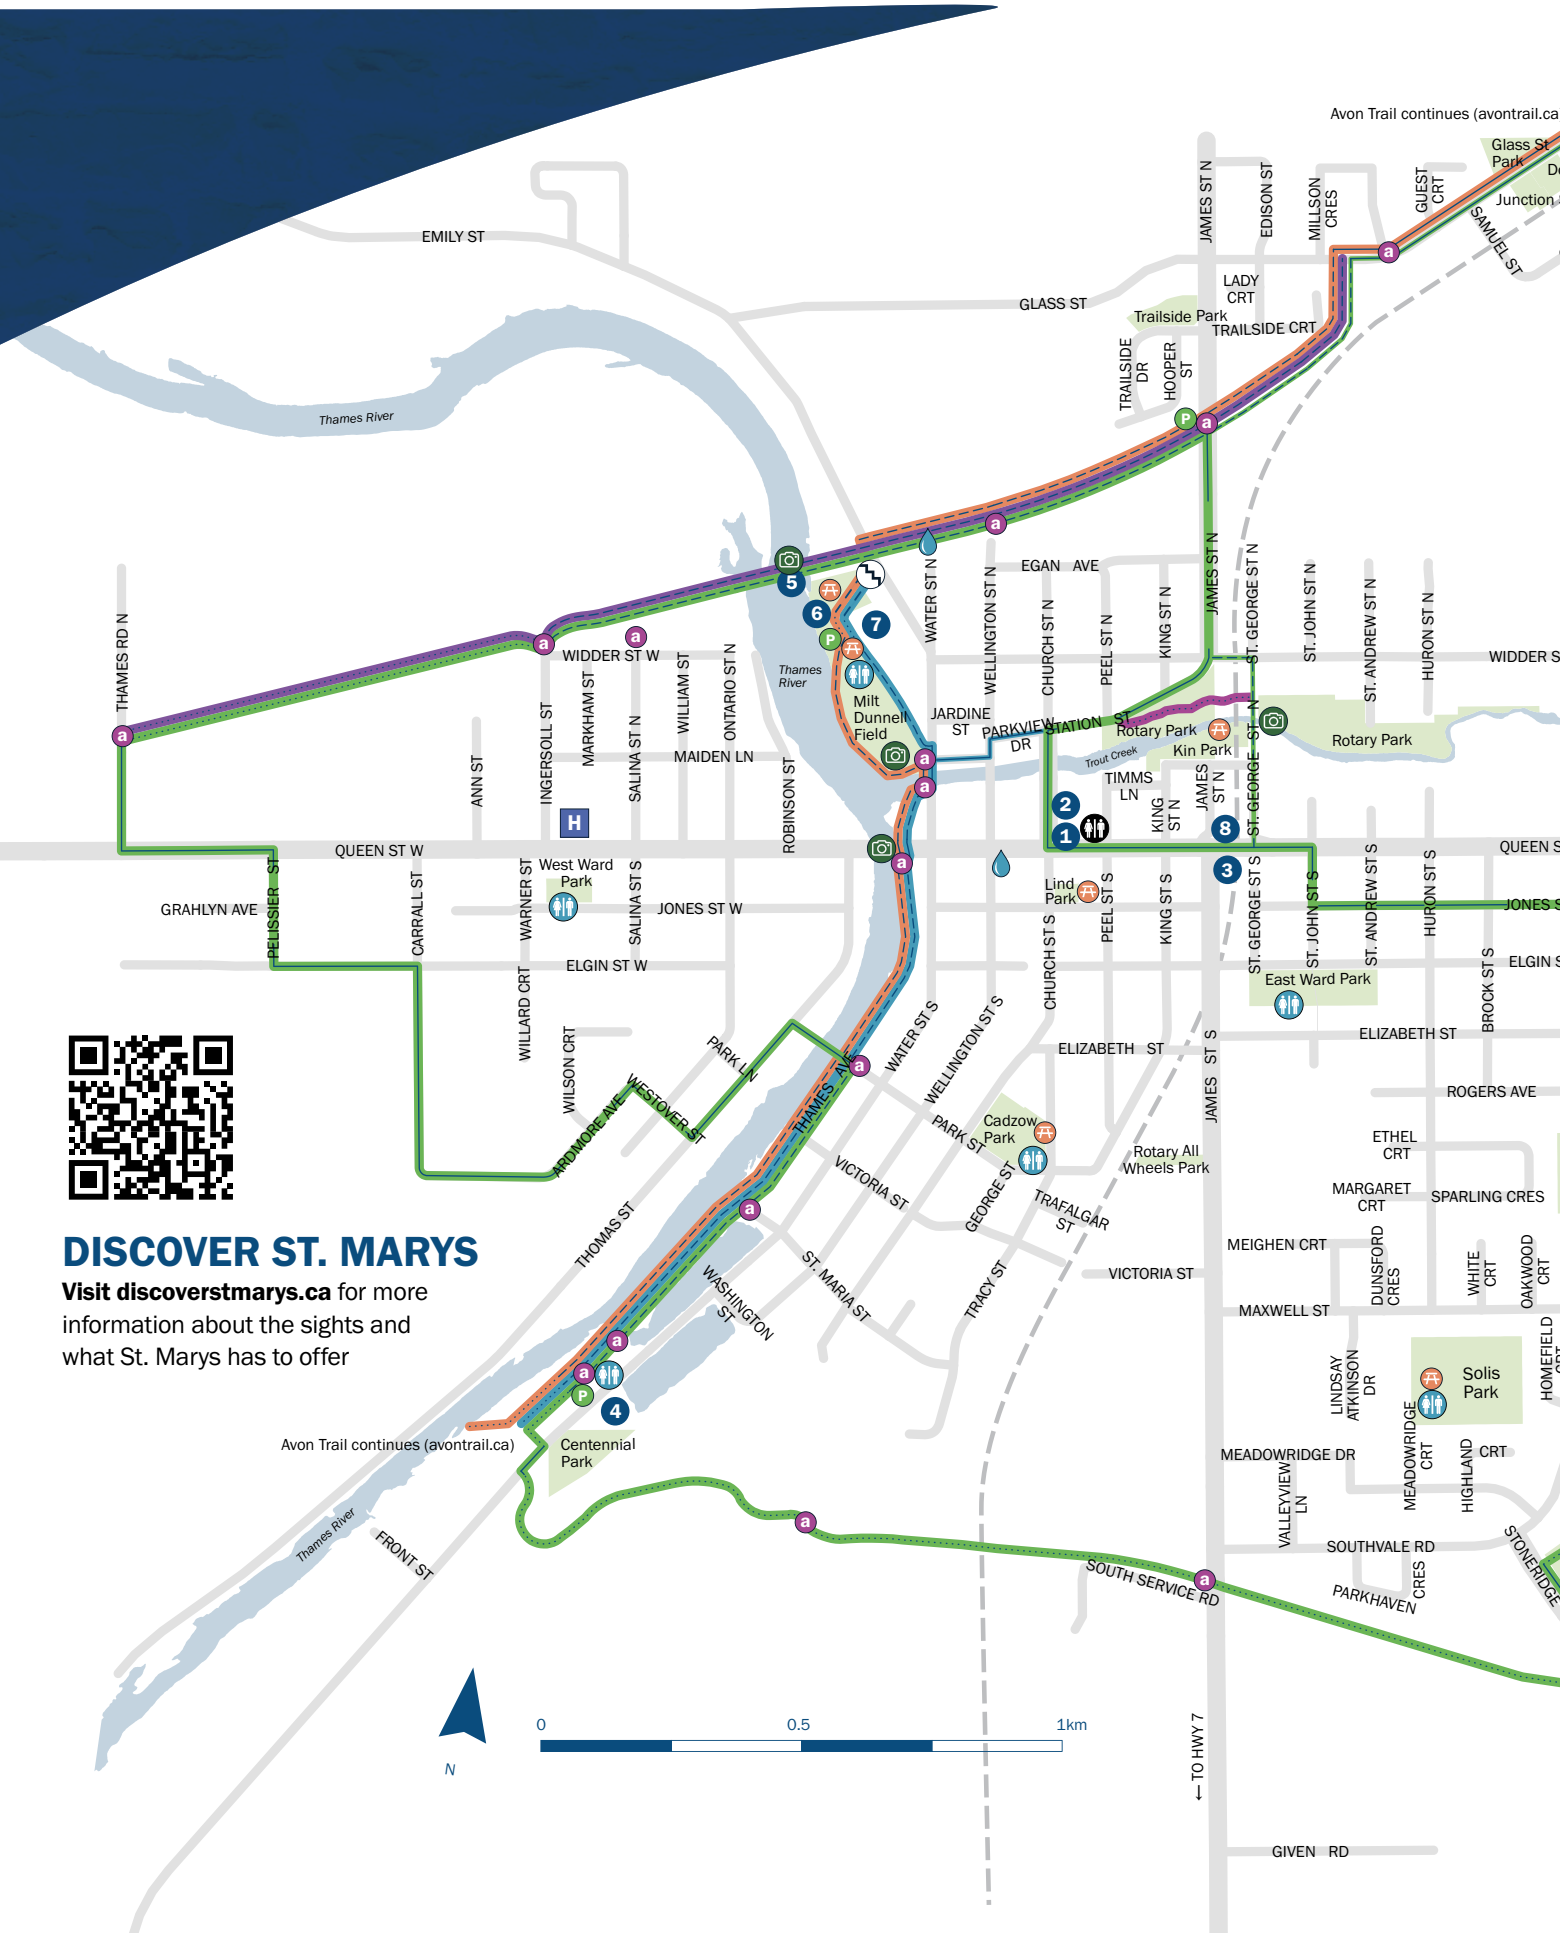 Avon Trail continues (avontrail.ca
Glass St
Park
Junction
SAMUEL ST
JAMES ST N
EDISON ST
MILLSON
CRES
GUEST
CRT
EMILY ST
GLASS ST
LADY
CRT
Trailside Park
TRAILSIDE CRT
TRAILSIDE
DR
HOOPER
ST
Thames River
P
a
a
a
5
6
7
P
EGAN AVE
WATER ST N
WELLINGTON ST N
CHURCH ST N
PEEL ST N
KING ST N
JAMES ST N
ST. GEORGE ST N
ST. JOHN ST N
ST. ANDREW ST N
HURON ST N
WIDDER S
THAMES RD N
a
a
a
WIDDER ST W
Thames
River
Milt
Dunnell
Field
INGERSOLL ST
MARKHAM ST
SALINA ST N
WILLIAM ST
ONTARIO ST N
MAIDEN LN
ANN ST
ROBINSON ST
JARDINE
ST
PARKVIEW
DR
STATION ST
Rotary Park
Kin Park
Rotary Park
Trout Creek
TIMMS
LN
KING
ST N
JAMES
ST N
ST. GEORGE ST N
a
a
a
H
2
1
8
3
QUEEN ST W
QUEEN S
West Ward
Park
Lind
Park
GRAHLYN AVE
PELISSIER ST
CARRALL ST
WARNER ST
SALINA ST S
JONES ST W
JONES S
ELGIN ST W
ELGIN S
CHURCH ST S
PEEL ST S
KING ST S
ST. GEORGE ST S
ST. JOHN ST S
ST. ANDREW ST S
HURON ST S
BROCK ST S
East Ward Park
WILLARD CRT
WILSON CRT
PARK LN
WATER ST S
WELLINGTON ST S
ELIZABETH ST
ELIZABETH ST
JAMES ST S
ROGERS AVE
ARDMORE AVE
WESTOVER ST
THAMES AVE
a
PARK ST
Cadzow
Park
Rotary All
Wheels Park
ETHEL
CRT
MARGARET
CRT
SPARLING CRES
VICTORIA ST
GEORGE ST
TRAFALGAR
ST
THOMAS ST
a
MEIGHEN CRT
DUNSFORD
CRES
WHITE
CRT
OAKWOOD
CRT
VICTORIA ST
ST. MARIA ST
TRACY ST
WASHINGTON
ST
MAXWELL ST
DISCOVER ST. MARYS
Visit discoverstmarys.ca for more
information about the sights and
what St. Marys has to offer
a
a
P
4
LINDSAY
ATKINSON
DR
Solis
Park
HOMEFIELD
Avon Trail continues (avontrail.ca)
Centennial
Park
MEADOWRIDGE DR
MEADOWRIDGE
CRT
HIGHLAND CRT
VALLEYVIEW
LN
Thames River
FRONT ST
a
SOUTHVALE RD
STONERIDGE
SOUTH SERVICE RD
a
PARKHAVEN
CRES
N
0 0.5 1km
← TO HWY 7
GIVEN RD